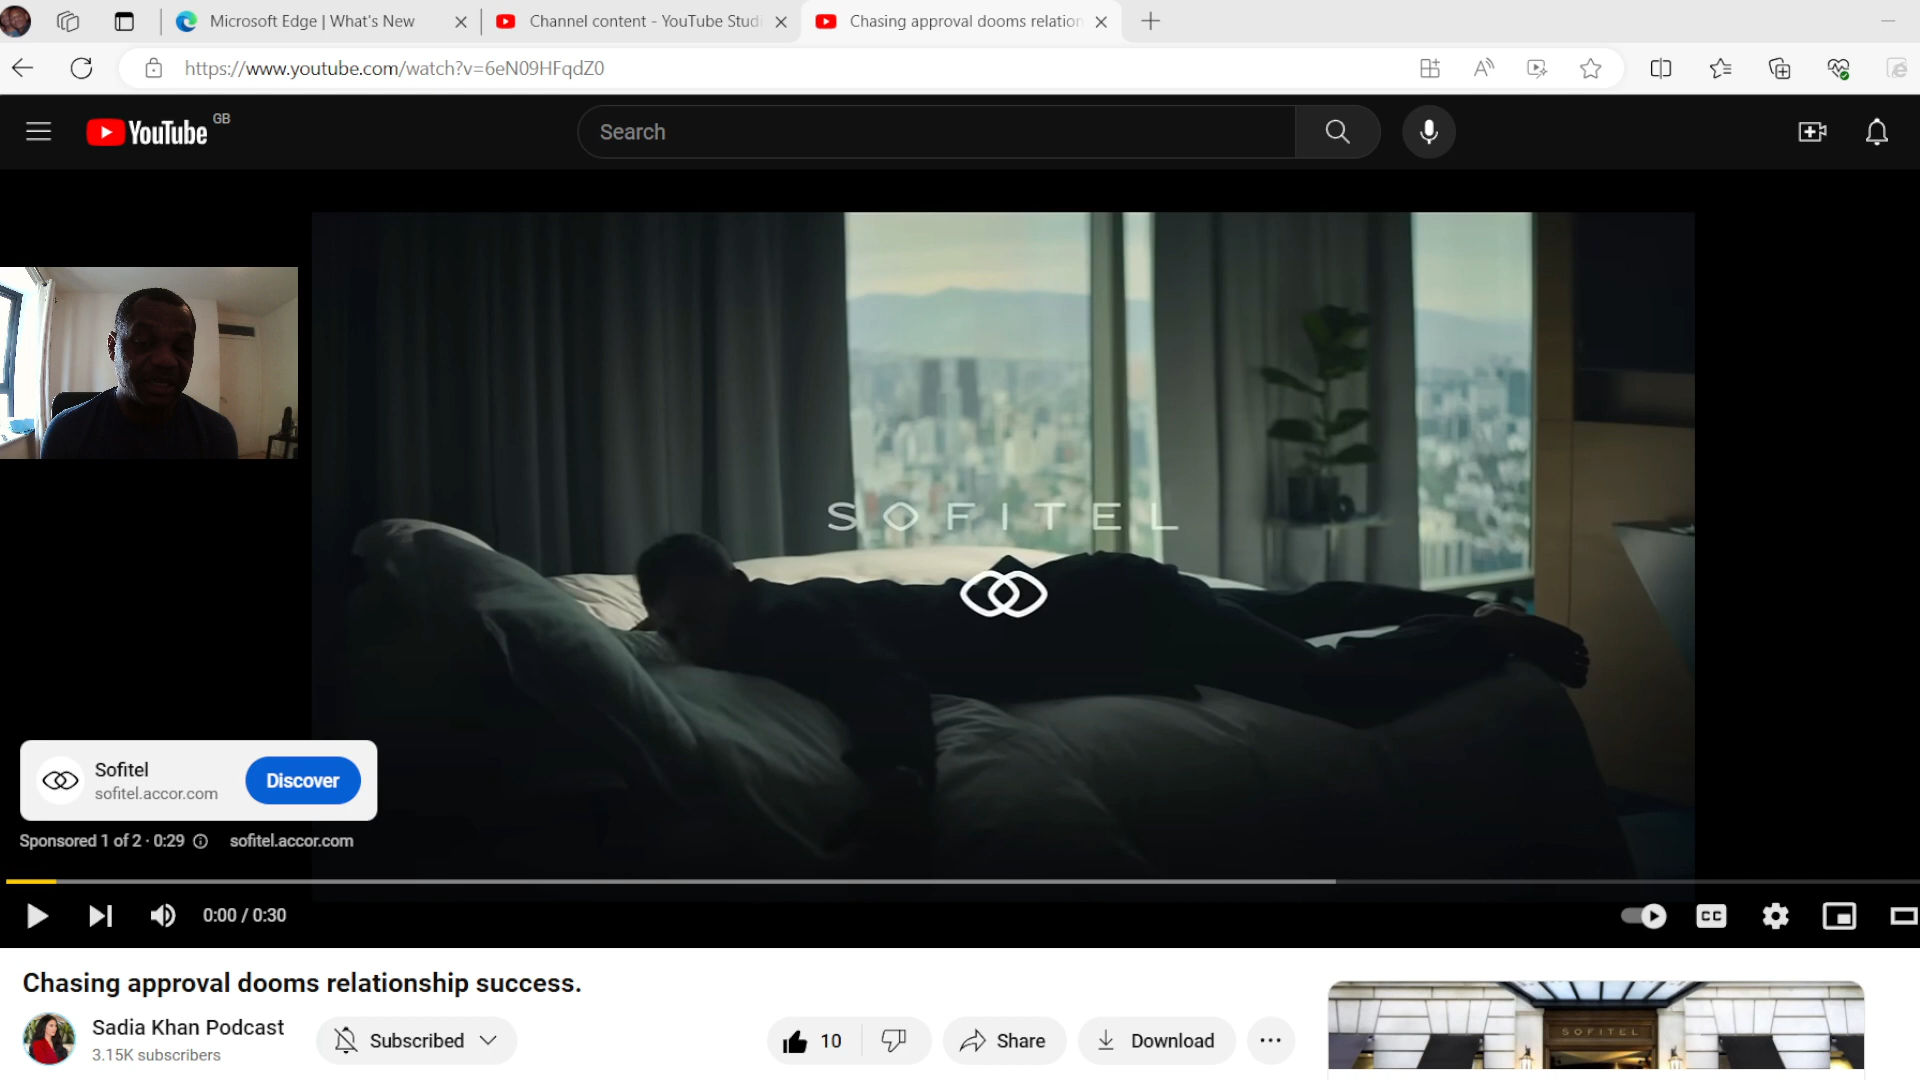 Microsoft Edge | What's New
Channel content - YouTube Studi
Chasing approval dooms relation
https://www.youtube.com/watch?v=6eN09HFqdZ0
YouTube GB
Search
SOFITEL
Sofitel
sofitel.accor.com
Discover
Sponsored 1 of 2 · 0:29
sofitel.accor.com
0:00 / 0:30
CC
Chasing approval dooms relationship success.
Sadia Khan Podcast
3.15K subscribers
Subscribed
10
Share
Download
SOFITEL